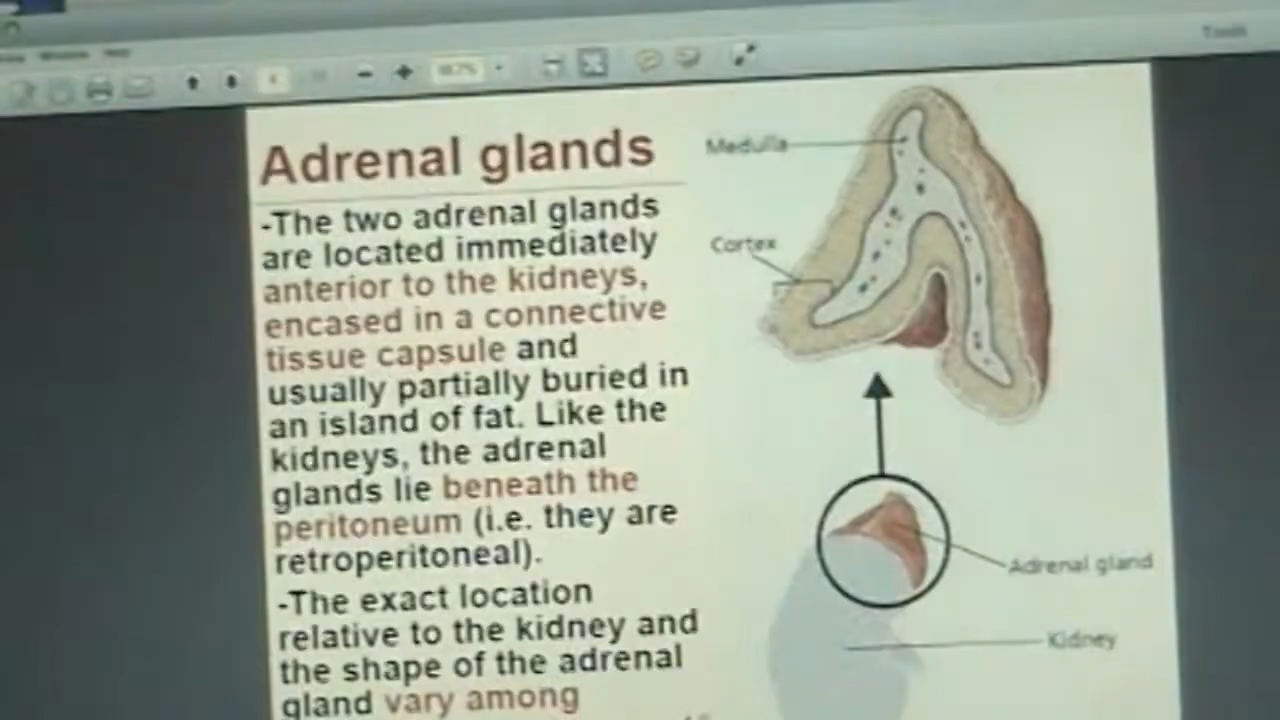 Adrenal glands
-The two adrenal glands
are located immediately
anterior to the kidneys,
encased in a connective
tissue capsule and
usually partially buried in
an island of fat. Like the
kidneys, the adrenal
glands lie beneath the
peritoneum (i.e. they are
retroperitoneal).
-The exact location
relative to the kidney and
the shape of the adrenal
gland vary among
Medulla
Cortex
Adrenal gland
Kidney